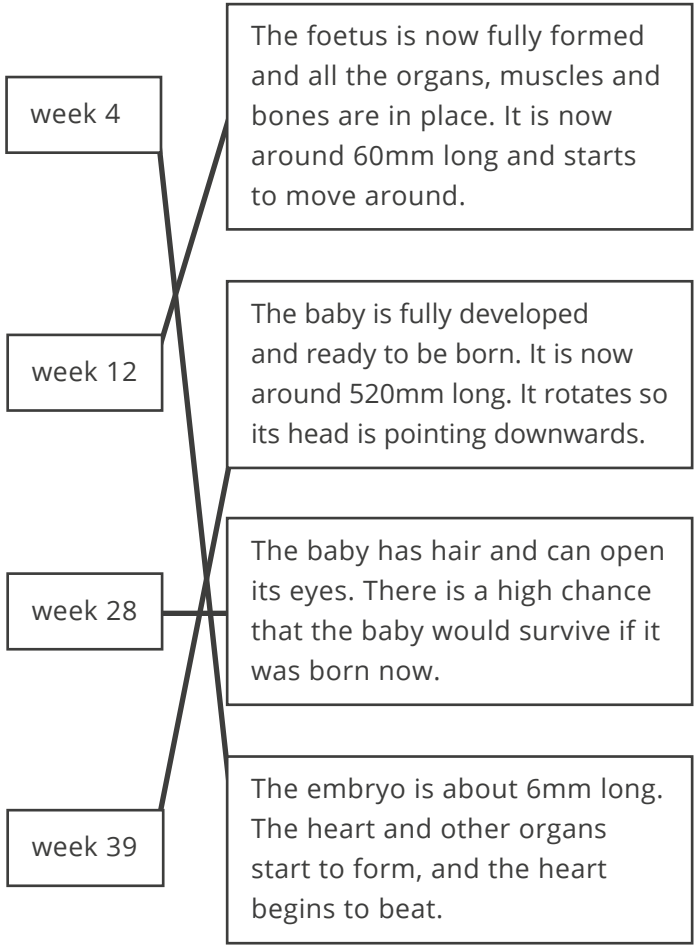 week 4
week 12
week 28
week 39
The foetus is now fully formed
and all the organs, muscles and
bones are in place. It is now
around 60mm long and starts
to move around.
The baby is fully developed
and ready to be born. It is now
around 520mm long. It rotates so
its head is pointing downwards.
The baby has hair and can open
its eyes. There is a high chance
that the baby would survive if it
was born now.
The embryo is about 6mm long.
The heart and other organs
start to form, and the heart
begins to beat.